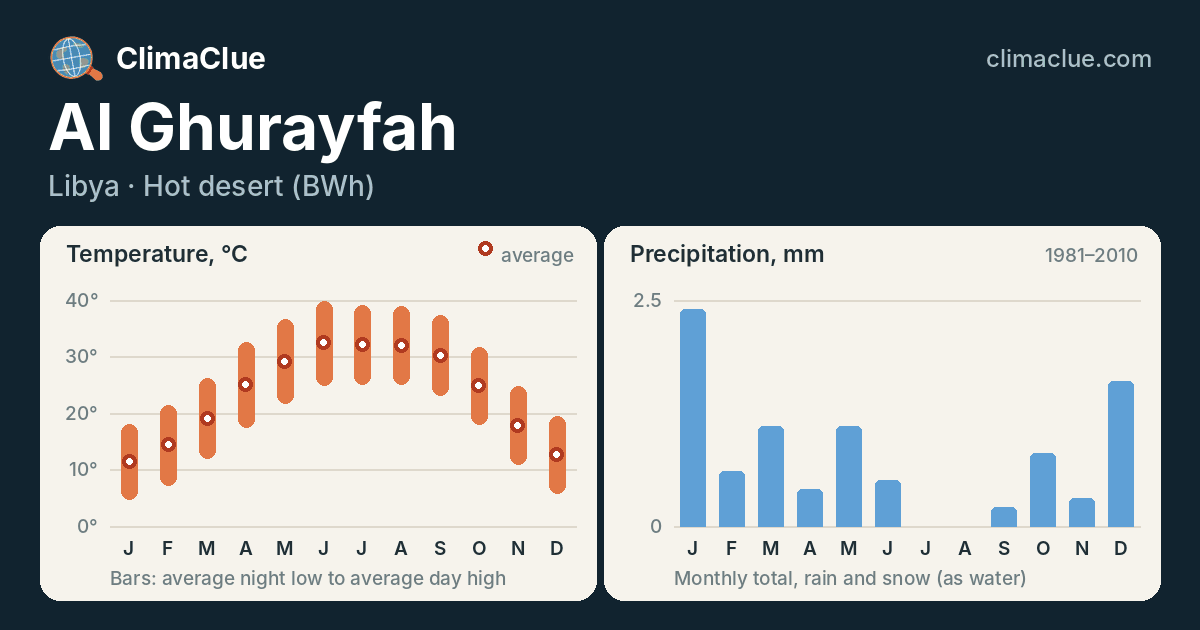 ClimaClue
climaclue.com
Al Ghurayfah
Libya · Hot desert (BWh)
Temperature, °C
average
40°
30°
20°
10°
0°
J F M A M J J A S O N D
Bars: average night low to average day high
Precipitation, mm
1981–2010
2.5
0
J F M A M J J A S O N D
Monthly total, rain and snow (as water)